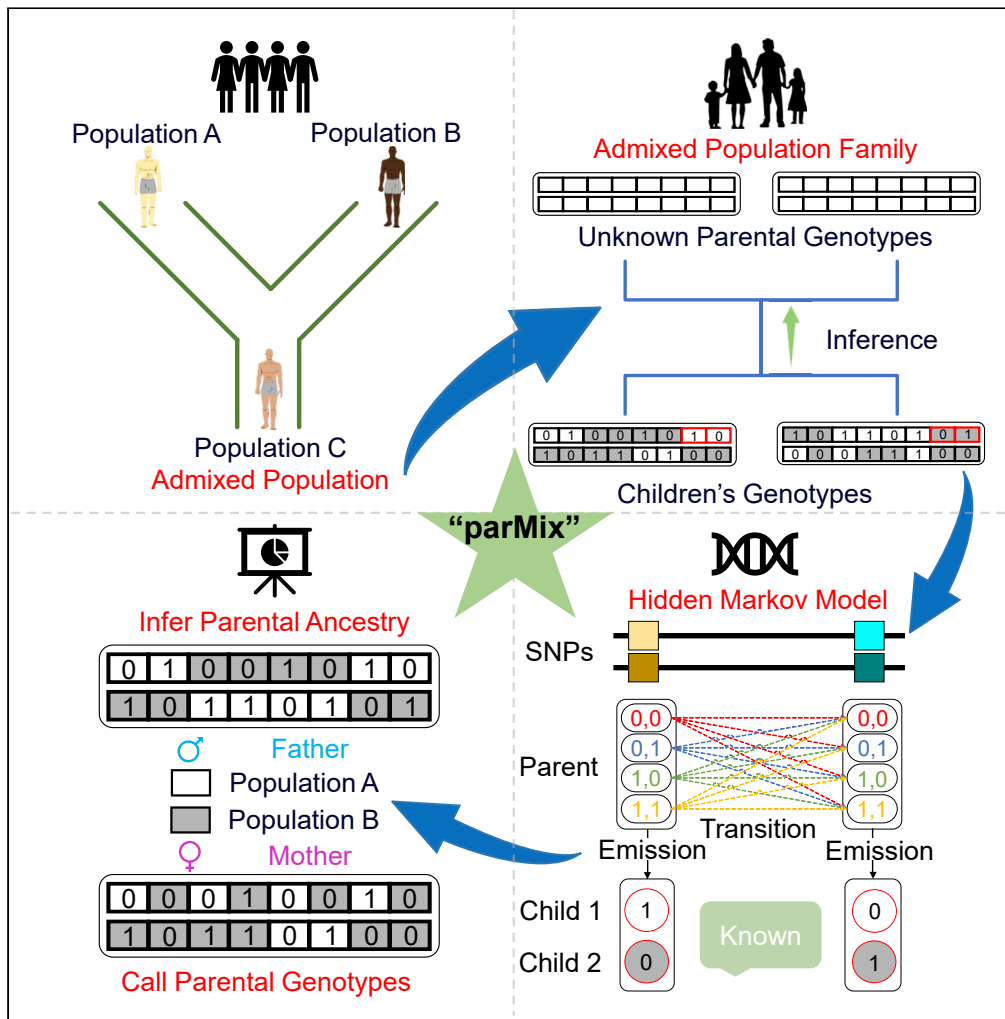 Population A
Population B
Population C
Admixed Population
Admixed Population Family
Unknown Parental Genotypes
Inference
0 1 0 0 1 0 1 0
1 0 1 1 0 1 0 0
1 0 1 1 0 1 0 1
0 0 0 1 1 1 0 0
Children's Genotypes
"parMix"
Infer Parental Ancestry
0 1 0 0 1 0 1 0
1 0 1 1 0 1 0 1
♂ Father
Population A
Population B
♀ Mother
0 0 0 1 0 0 1 0
1 0 1 1 0 1 0 0
Call Parental Genotypes
Hidden Markov Model
SNPs
Parent
0,0
0,1
1,0
1,1
0,0
0,1
1,0
1,1
Transition
Emission
Emission
Child 1
1
0
Child 2
0
1
Known